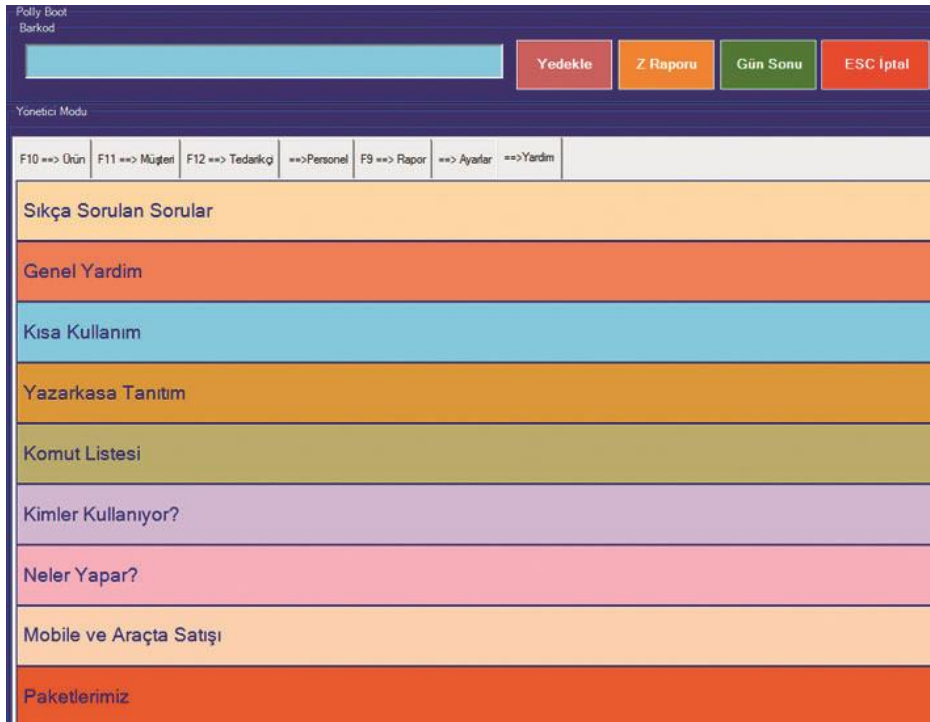 Polly Boot
Barkod
Yedekle
Z Raporu
Gün Sonu
ESC İptal
Yönetici Modu
F10 ==> Ürün
F11 ==> Müşteri
F12 ==> Tedarikçi
==>Personel
F9 ==> Rapor
==> Ayarlar
==>Yardim
Sıkça Sorulan Sorular
Genel Yardim
Kısa Kullanım
Yazarkasa Tanıtım
Komut Listesi
Kimler Kullanıyor?
Neler Yapar?
Mobile ve Araçta Satışı
Paketlerimiz